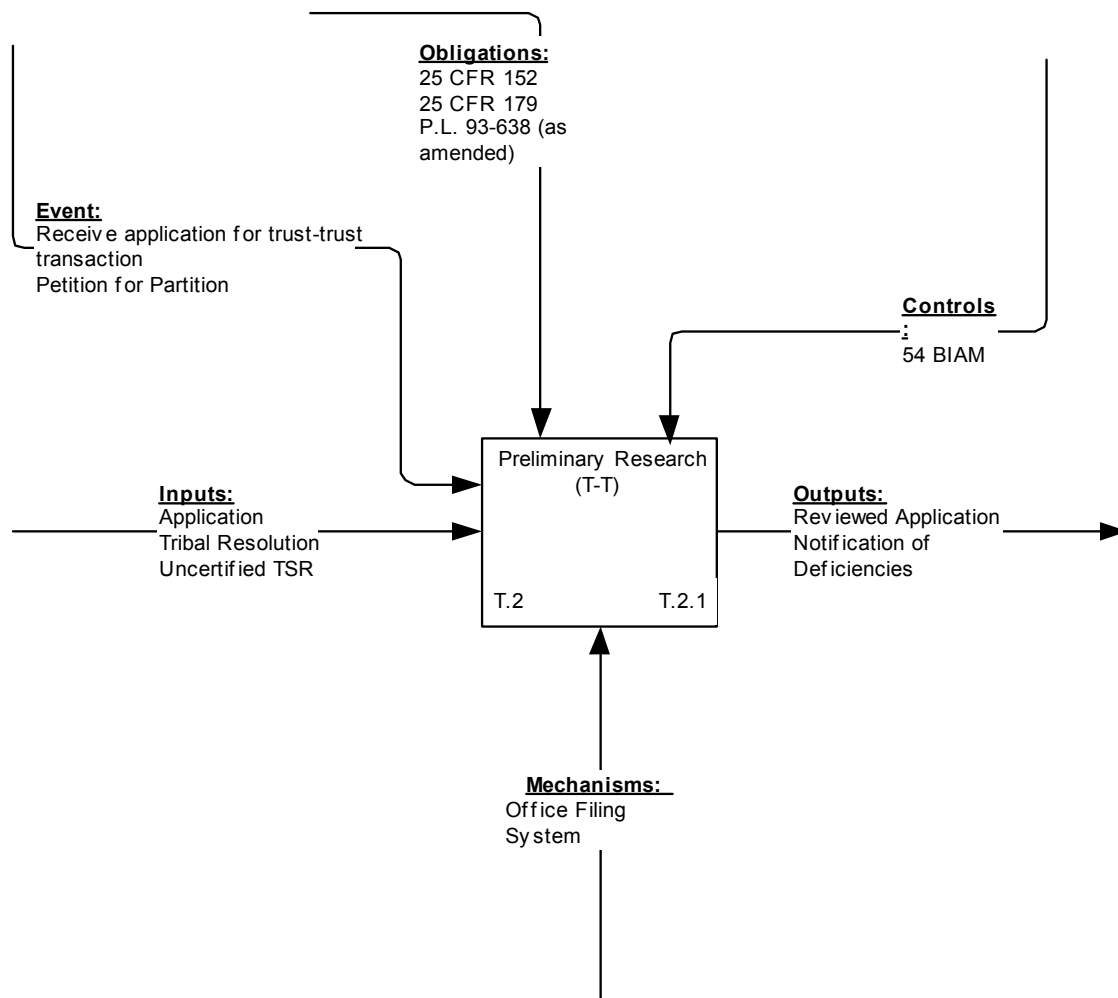 Obligations:
25 CFR 152
25 CFR 179
P.L. 93-638 (as
amended)
Event:
Receive application for trust-trust
transaction
Petition for Partition
Controls
:
54 BIAM
Preliminary Research
(T-T)
T.2
T.2.1
Inputs:
Application
Tribal Resolution
Uncertified TSR
Outputs:
Reviewed Application
Notification of
Deficiencies
Mechanisms:
Office Filing
System